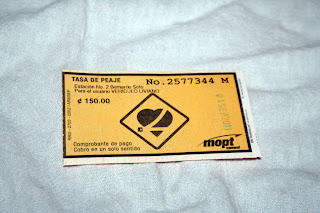 TASA DE PEAJE
No. 2577344 M
Estación No. 2 Bernardo Soto
Para el usuario VEHICULO LIVIANO
¢ 150.00
mopt
Comprobante de pago
Cobro en un solo sentido